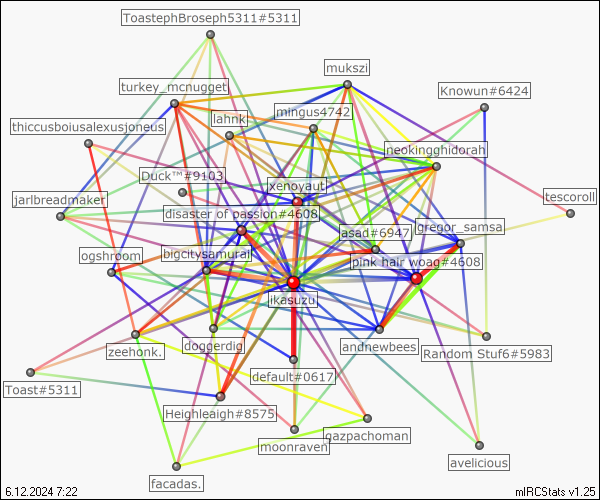 ToastephBroseph5311#5311
mukszi
turkey_mcnugget
Knowun#6424
lahnk
mingus4742
thiccusboiusalexusjoneus
neokingghidorah
Duck™#9103
xenoyaut
tescoroll
jarlbreadmaker
disaster of passion#4608
asad#6947
gregor_samsa
ogshroom
bigcitysamurai
pink hair woag#4608
ikasuzu
zeehonk.
doggerdig
andnewbees
Random Stuf6#5983
default#0617
Toast#5311
Heighleaigh#8575
moonraven
gazpachoman
avelicious
facadas.
6.12.2024 7:22
mIRCStats v1.25